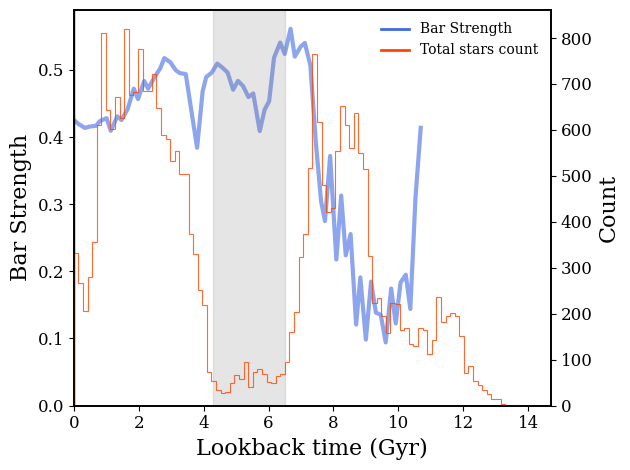 Bar Strength
Total stars count
0.5
0.4
0.3
0.2
0.1
0.0
Bar Strength
800
700
600
500
400
300
200
100
0
Count
0 2 4 6 8 10 12 14
Lookback time (Gyr)